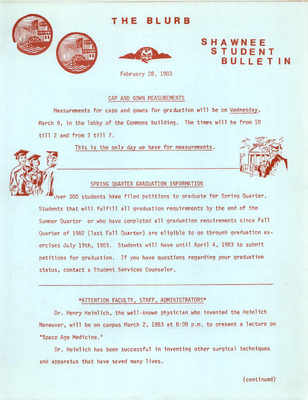 THE BLURB
SHAWNEE
STUDENT
BULLETIN
February 28, 1983
CAP AND GOWN MEASUREMENTS
Measurements for caps and gowns for graduation will be on Wednesday,
March 9, in the lobby of the Commons building. The times will be from 10
till 2 and from 3 till 7.
This is the only day we have for measurements.
SPRING QUARTER GRADUATION INFORMATION
Over 300 students have filed petitions to graduate for Spring Quarter.
Students that will fulfill all graduation requirements by the end of the
Summer Quarter or who have completed all graduation requirements since Fall
Quarter of 1982 (last Fall Quarter) are eligible to go through graduation ex-
ercises July 19th, 1983. Students will have until April 4, 1983 to submit
petitions for graduation. If you have questions regarding your graduation
status, contact a Student Services Counselor.
*ATTENTION FACULTY, STAFF, ADMINISTRATORS*
Dr. Henry Heimlich, the well-known physician who invented the Heimlich
Maneuver, will be on campus March 2, 1983 at 8:00 p.m. to present a lecture on
"Space Age Medicine."
Dr. Heimlich has been successful in inventing other surgical techniques
and apparatus that have saved many lives.
(continued)